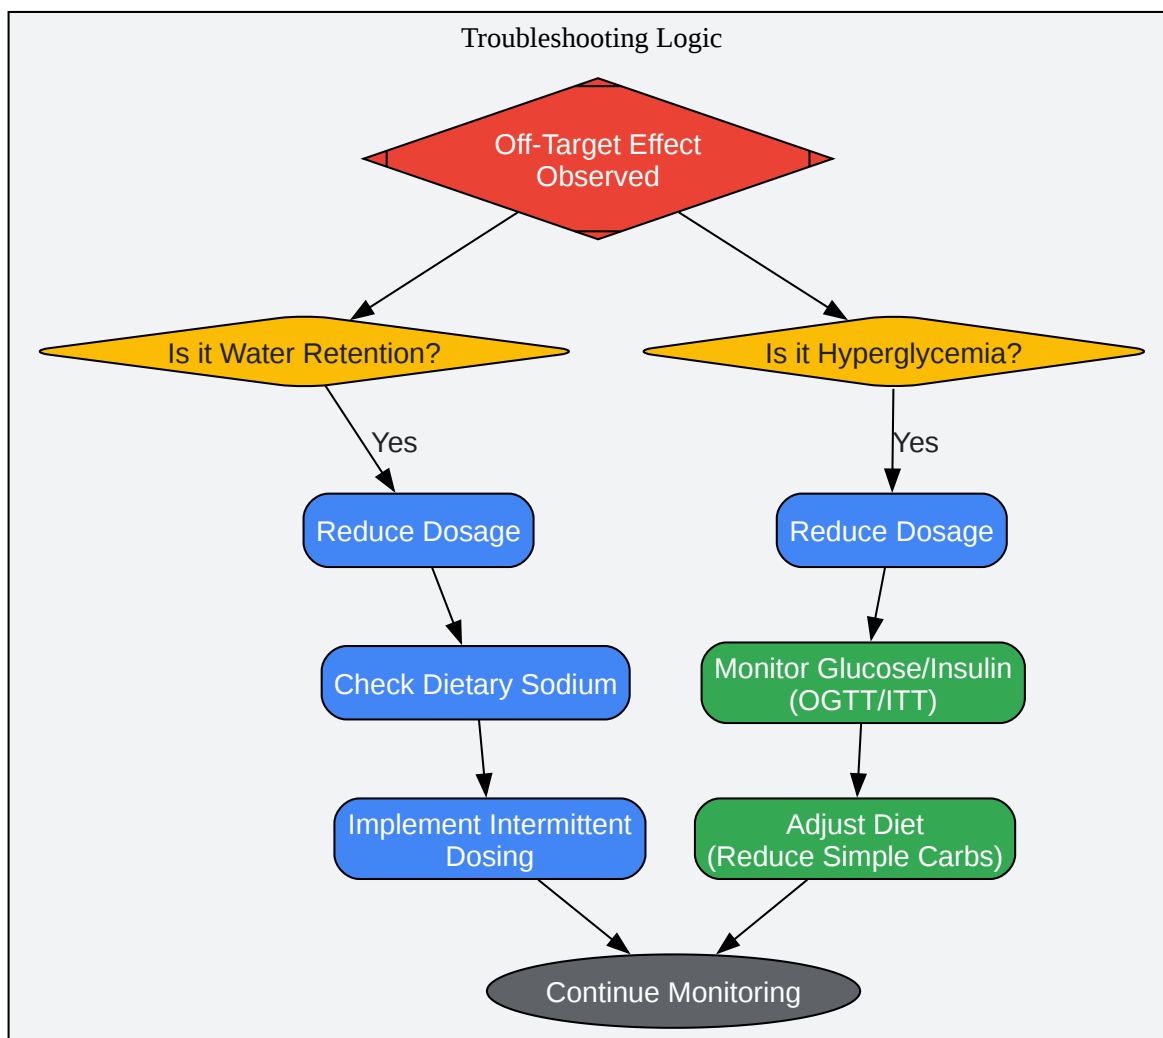 Troubleshooting Logic
Off-Target Effect
Observed
Is it Water Retention?
Is it Hyperglycemia?
Yes
Yes
Reduce Dosage
Reduce Dosage
Check Dietary Sodium
Monitor Glucose/Insulin
(OGTT/ITT)
Implement Intermittent
Dosing
Adjust Diet
(Reduce Simple Carbs)
Continue Monitoring